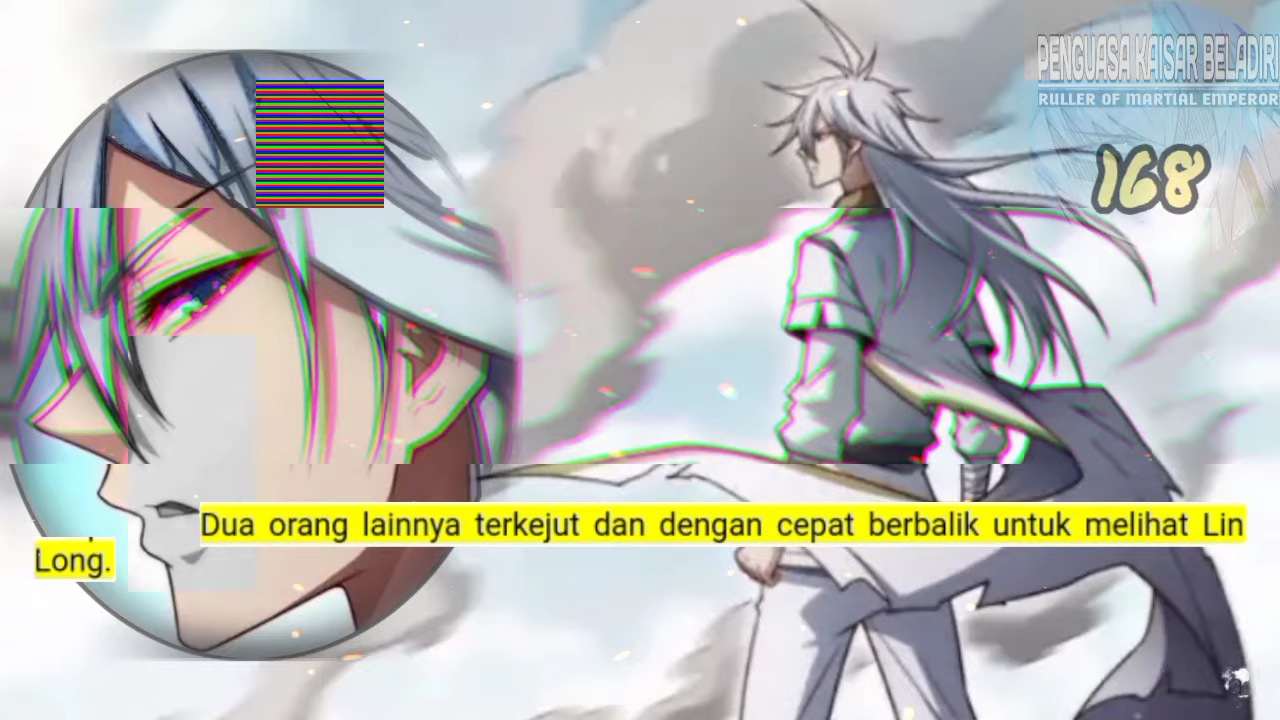 PENGUASA KAISAR BELADIRI
RULLER OF MARTIAL EMPEROR
168
Dua orang lainnya terkejut dan dengan cepat berbalik untuk melihat Lin
Long.